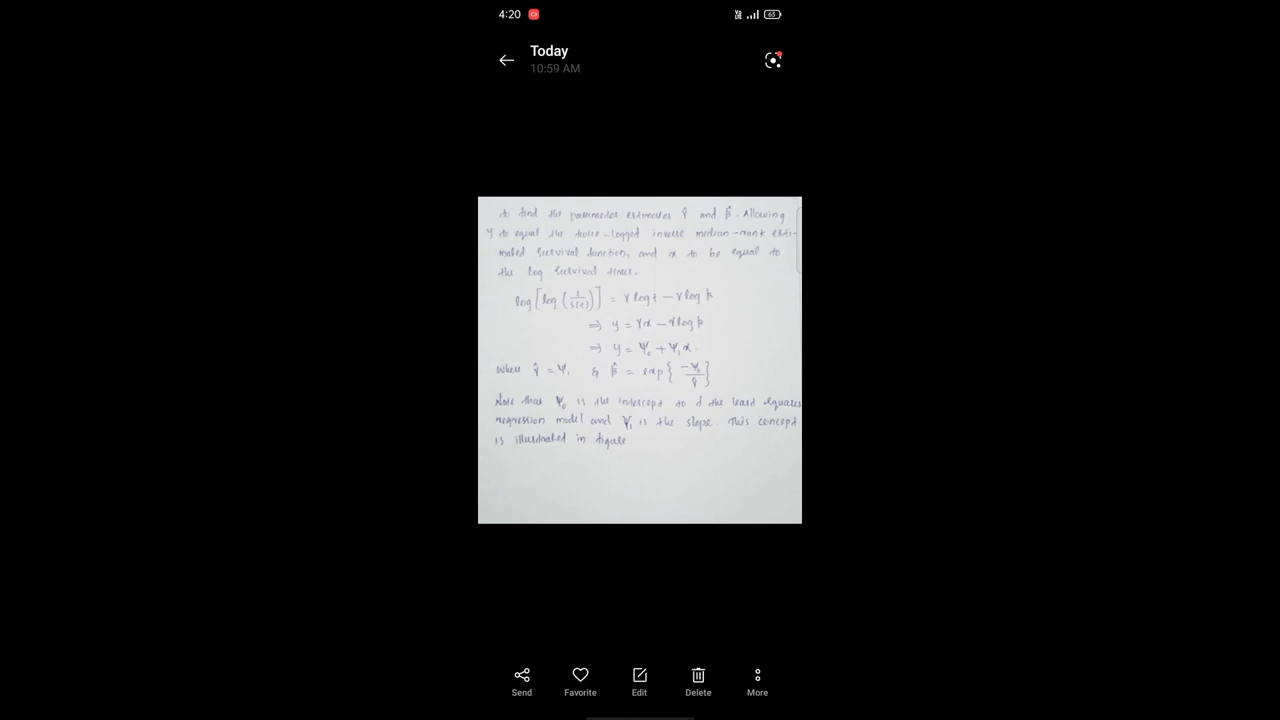 4:20
65
Today
10:59 AM
to find the parameter estimates γ̂ and β̂. Allowing
y to equal the twice-logged inverse median-rank esti-
mated survival function, and x to be equal to
the log survival times.
log[log(1/S(t))] = γ log t - γ log β
⇒ y = γx - γ log β
⇒ y = Ψ₀ + Ψ₁x.
where γ̂ = Ψ₁ & β̂ = exp{-Ψ₀/γ̂}
Note that Ψ₀ is the intercept to d the least squares
regression model and Ψ₁ is the slope. This concept
is illustrated in figure
Send Favorite Edit Delete More